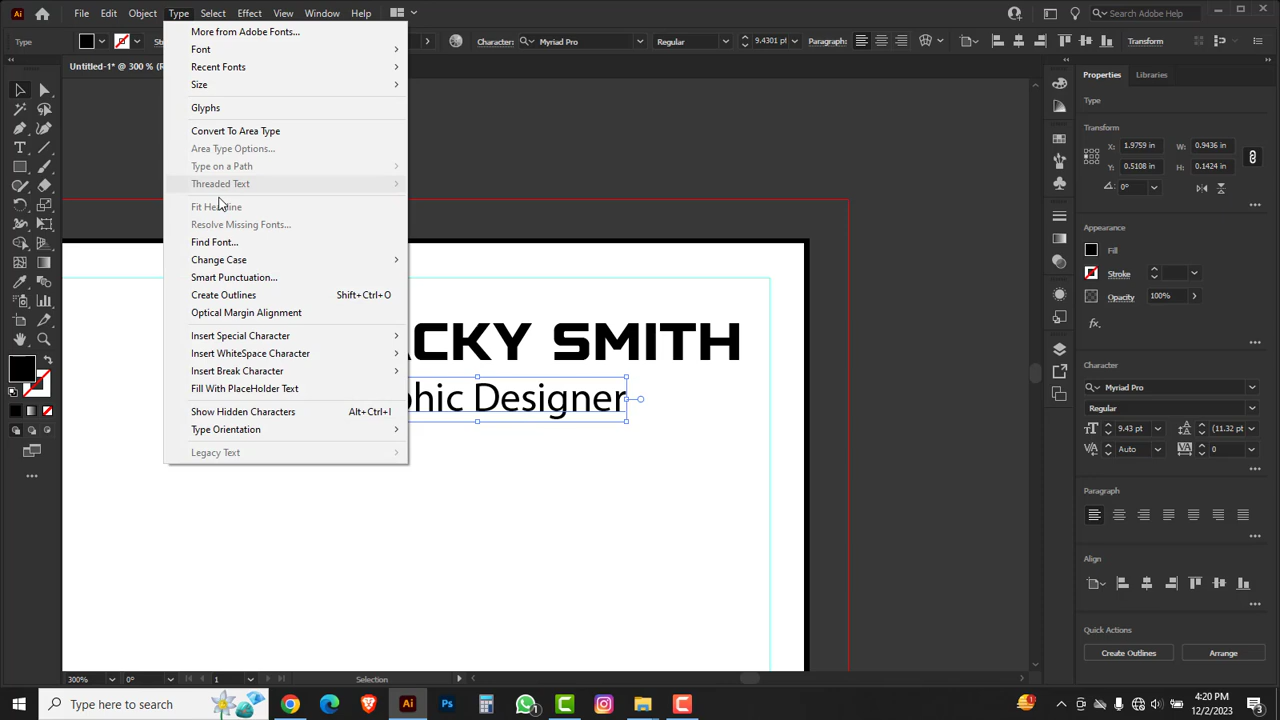 Ai File Edit Object Type Select Effect View Window Help Search Adobe Help
Type Character: Myriad Pro Regular 9.4301 pt Paragraph: Transform
Untitled-1* @ 300 %
More from Adobe Fonts...
Font
Recent Fonts
Size
Glyphs
Convert To Area Type
Area Type Options...
Type on a Path
Threaded Text
Fit Headline
Resolve Missing Fonts...
Find Font...
Change Case
Smart Punctuation...
Create Outlines Shift+Ctrl+O
Optical Margin Alignment
Insert Special Character
Insert WhiteSpace Character
Insert Break Character
Fill With PlaceHolder Text
Show Hidden Characters Alt+Ctrl+I
Type Orientation
Legacy Text
ACKY SMITH
phic Designer
Properties Libraries
Type
Transform
X: 1.9759 in W: 0.9436 in
Y: 0.5108 in H: 0.1424 in
0°
Appearance
Fill
Stroke
Opacity 100%
fx.
Character
Myriad Pro
Regular
9.43 pt (11.32 pt)
Auto 0
Paragraph
Align
Quick Actions
Create Outlines Arrange
300% 0° 1 Selection
Type here to search Ai Ps 4:20 PM
12/2/2023